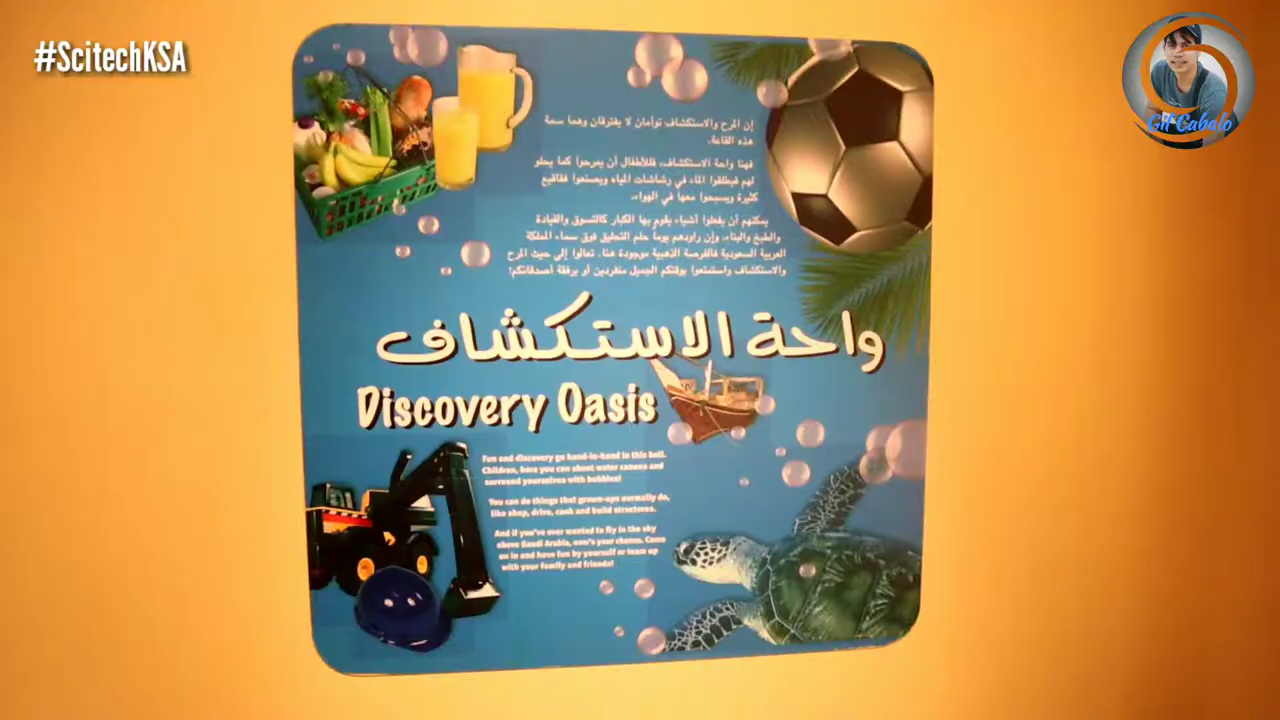 #ScitechKSA
Gif Cabalo
إن المرح والاستكشاف توأمان لا يفترقان وهما سمة
هذه القاعة.
فهنا واحة الاستكشاف، فللأطفال أن يمرحوا كما يحلو
لهم فيطلقوا الماء في رشاشات المياه ويصنعوا فقاقيع
كثيرة ويسبحوا معها في الهواء.
يمكنهم أن يفعلوا أشياء يقوم بها الكبار كالتسوق والقيادة
والطبخ والبناء، وإن راودهم يوماً حلم التحليق فوق سماء المملكة
العربية السعودية فالفرصة الذهبية موجودة هنا. تعالوا إلى حيث المرح
والاستكشاف واستمتعوا بوقتكم الجميل منفردين أو برفقة أصدقائكم!
واحة الاستكشاف
Discovery Oasis
Fun and discovery go hand-in-hand in this hall.
Children, here you can shoot water canons and
surround yourselves with bubbles!
You can do things that grown-ups normally do,
like shop, drive, cook and build structures.
And if you've ever wanted to fly in the sky
above Saudi Arabia, now's your chance. Come
on in and have fun by yourself or team up
with your family and friends!